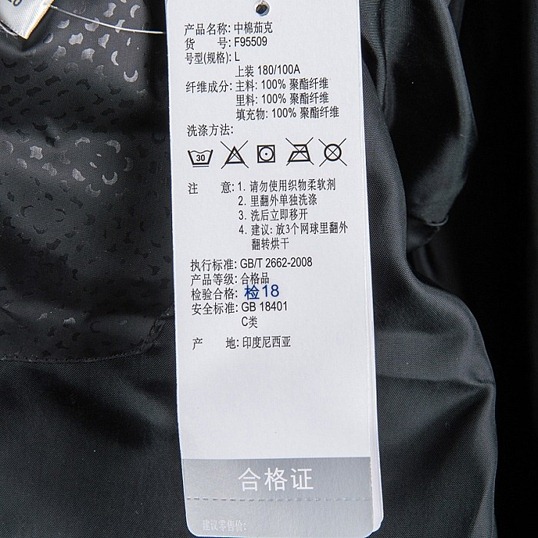 产品名称: 中棉茄克
货 号: F95509
号型(规格): L
上装 180/100A
纤维成分: 主料: 100% 聚酯纤维
里料: 100% 聚酯纤维
填充物: 100% 聚酯纤维
洗涤方法:
30
注 意: 1. 请勿使用织物柔软剂
2. 里翻外单独洗涤
3. 洗后立即移开
4. 建议: 放3个网球里翻外
翻转烘干
执行标准: GB/T 2662-2008
产品等级: 合格品
检验合格: 检18
安全标准: GB 18401
C类
产 地: 印度尼西亚
合格证
建议零售价: